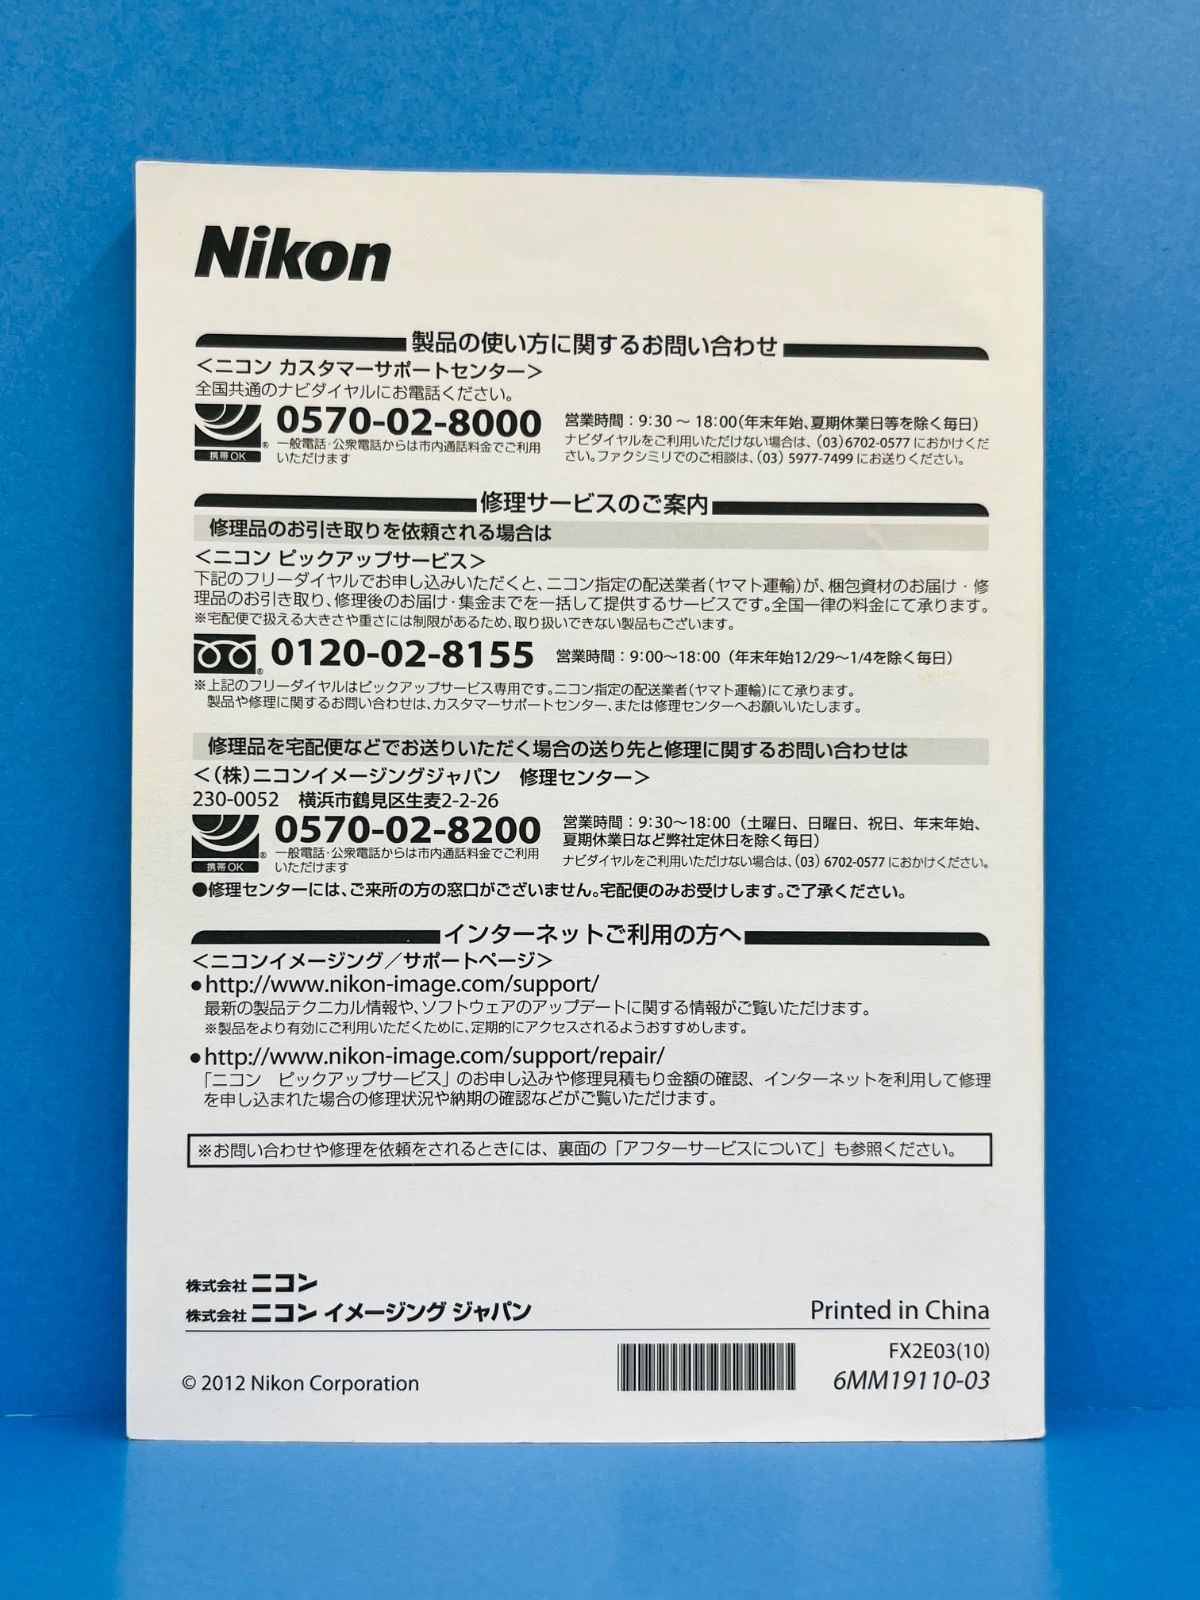 Nikon
製品の使い方に関するお問い合わせ
＜ニコン カスタマーサポートセンター＞
全国共通のナビダイヤルにお電話ください。
携帯OK
®
0570-02-8000
一般電話・公衆電話からは市内通話料金でご利用
いただけます
営業時間：9:30 ～ 18:00(年末年始、夏期休業日等を除く毎日)
ナビダイヤルをご利用いただけない場合は、(03)6702-0577 におかけくだ
さい。ファクシミリでのご相談は、(03) 5977-7499 にお送りください。
修理サービスのご案内
修理品のお引き取りを依頼される場合は
＜ニコン ピックアップサービス＞
下記のフリーダイヤルでお申し込みいただくと、ニコン指定の配送業者(ヤマト運輸)が、梱包資材のお届け・修
理品のお引き取り、修理後のお届け・集金までを一括して提供するサービスです。全国一律の料金にて承ります。
※宅配便で扱える大きさや重さには制限があるため、取り扱いできない製品もございます。
®
0120-02-8155
営業時間：9:00～18:00（年末年始12/29～1/4を除く毎日）
※上記のフリーダイヤルはピックアップサービス専用です。ニコン指定の配送業者(ヤマト運輸)にて承ります。
製品や修理に関するお問い合わせは、カスタマーサポートセンター、または修理センターへお願いいたします。
修理品を宅配便などでお送りいただく場合の送り先と修理に関するお問い合わせは
＜(株)ニコンイメージングジャパン　修理センター＞
230-0052　横浜市鶴見区生麦2-2-26
携帯OK
®
0570-02-8200
一般電話・公衆電話からは市内通話料金でご利用
いただけます
営業時間：9:30～18:00（土曜日、日曜日、祝日、年末年始、
夏期休業日など弊社定休日を除く毎日）
ナビダイヤルをご利用いただけない場合は、(03) 6702-0577 におかけください。
●修理センターには、ご来所の方の窓口がございません。宅配便のみお受けします。ご了承ください。
インターネットご利用の方へ
＜ニコンイメージング／サポートページ＞
●http://www.nikon-image.com/support/
最新の製品テクニカル情報や、ソフトウェアのアップデートに関する情報がご覧いただけます。
※製品をより有効にご利用いただくために、定期的にアクセスされるようおすすめします。
●http://www.nikon-image.com/support/repair/
「ニコン　ピックアップサービス」のお申し込みや修理見積もり金額の確認、インターネットを利用して修理
を申し込まれた場合の修理状況や納期の確認などがご覧いただけます。
※お問い合わせや修理を依頼をされるときには、裏面の「アフターサービスについて」も参照ください。
株式会社 ニコン
株式会社 ニコン イメージング ジャパン
Printed in China
© 2012 Nikon Corporation
FX2E03(10)
6MM19110-03